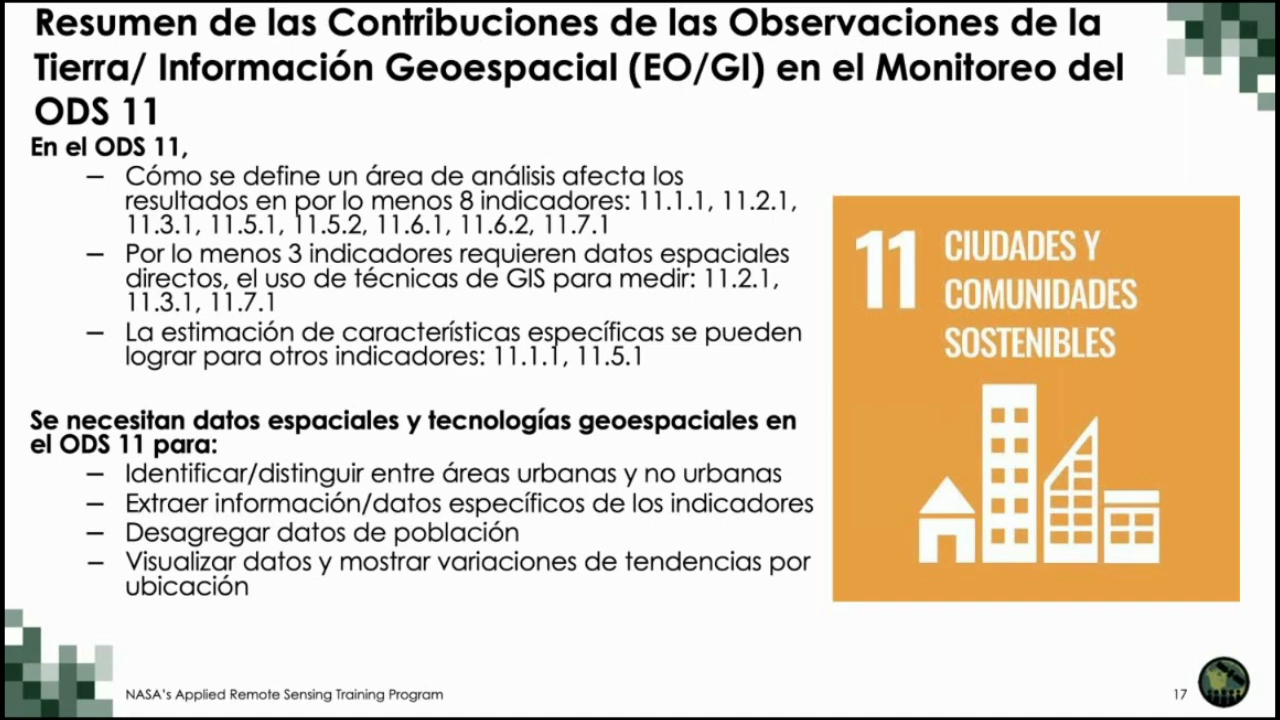 Resumen de las Contribuciones de las Observaciones de la
Tierra/ Información Geoespacial (EO/GI) en el Monitoreo del
ODS 11
En el ODS 11,
– Cómo se define un área de análisis afecta los
resultados en por lo menos 8 indicadores: 11.1.1, 11.2.1,
11.3.1, 11.5.1, 11.5.2, 11.6.1, 11.6.2, 11.7.1
– Por lo menos 3 indicadores requieren datos espaciales
directos, el uso de técnicas de GIS para medir: 11.2.1,
11.3.1, 11.7.1
– La estimación de características específicas se pueden
lograr para otros indicadores: 11.1.1, 11.5.1
Se necesitan datos espaciales y tecnologías geoespaciales en
el ODS 11 para:
– Identificar/distinguir entre áreas urbanas y no urbanas
– Extraer información/datos específicos de los indicadores
– Desagregar datos de población
– Visualizar datos y mostrar variaciones de tendencias por
ubicación
11 CIUDADES Y
COMUNIDADES
SOSTENIBLES
NASA's Applied Remote Sensing Training Program
17